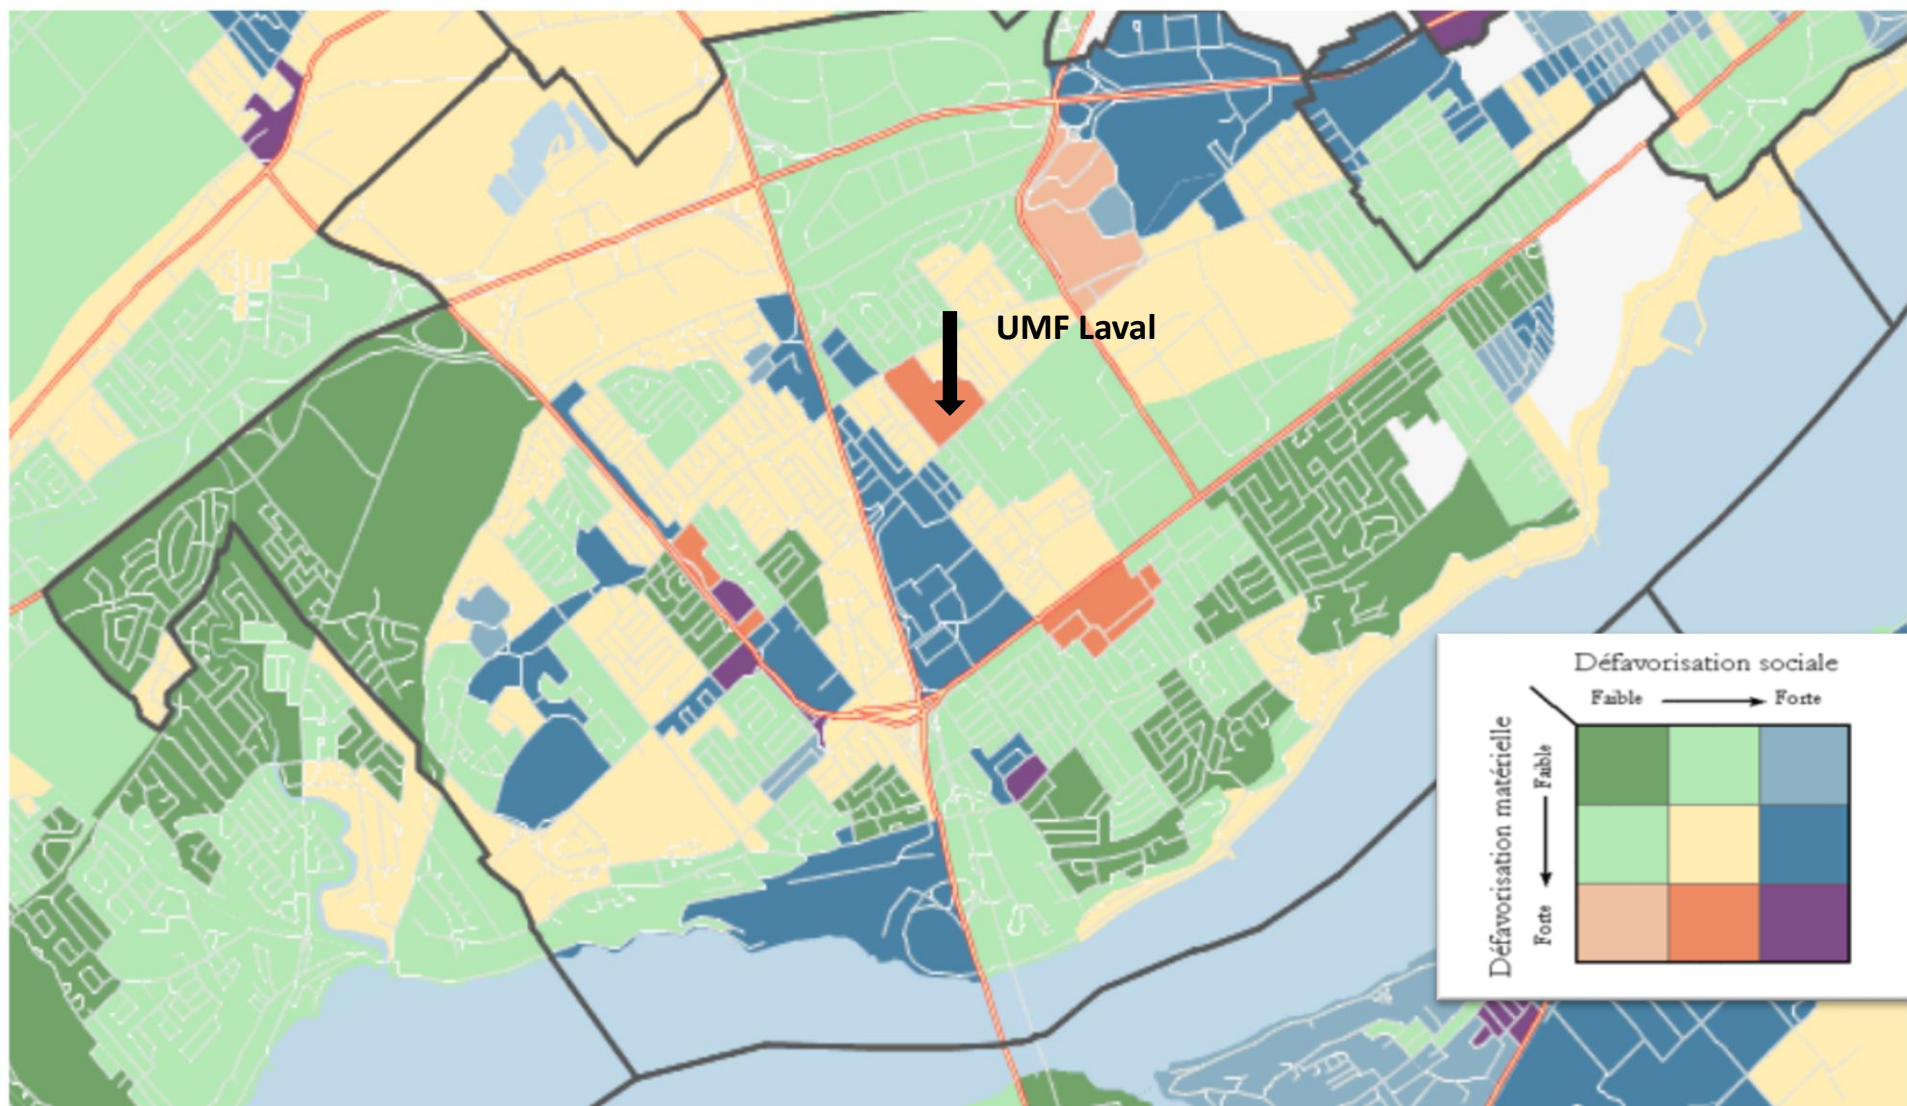 UMF Laval
Défavorisation sociale
Faible
Forte
Défavorisation matérielle
Faible
Forte